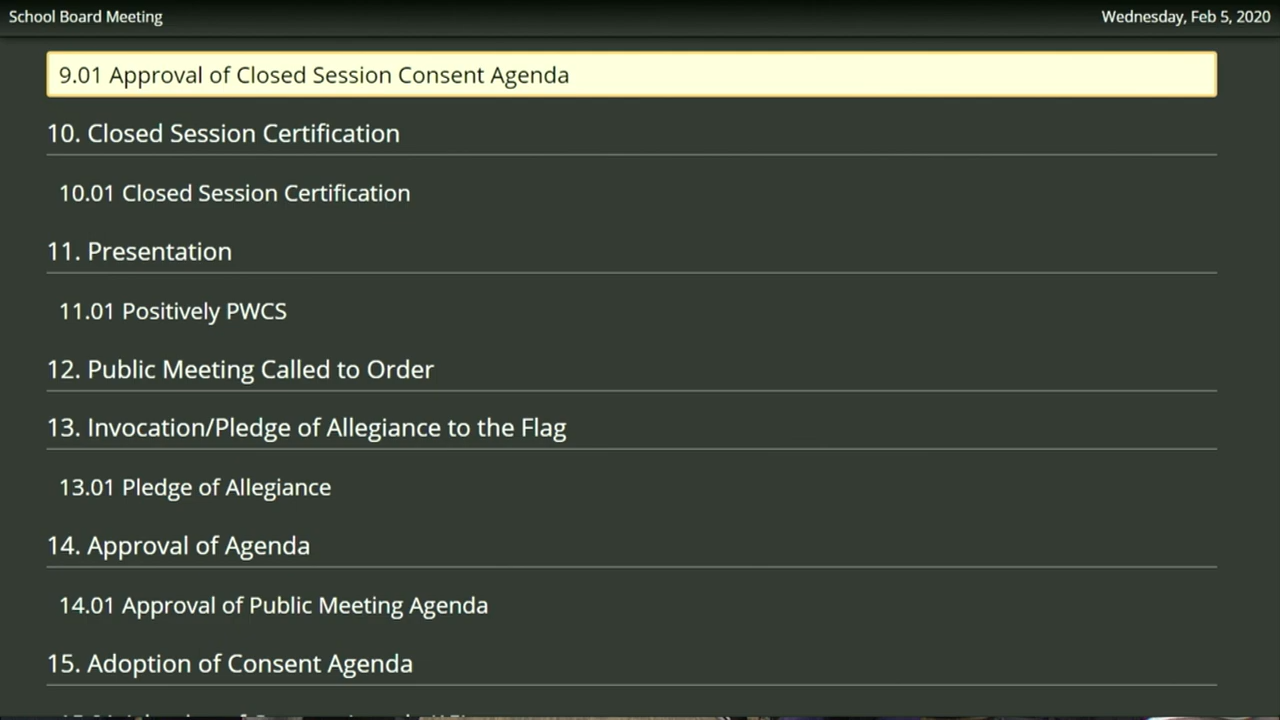 School Board Meeting
Wednesday, Feb 5, 2020
9.01 Approval of Closed Session Consent Agenda
10. Closed Session Certification
10.01 Closed Session Certification
11. Presentation
11.01 Positively PWCS
12. Public Meeting Called to Order
13. Invocation/Pledge of Allegiance to the Flag
13.01 Pledge of Allegiance
14. Approval of Agenda
14.01 Approval of Public Meeting Agenda
15. Adoption of Consent Agenda